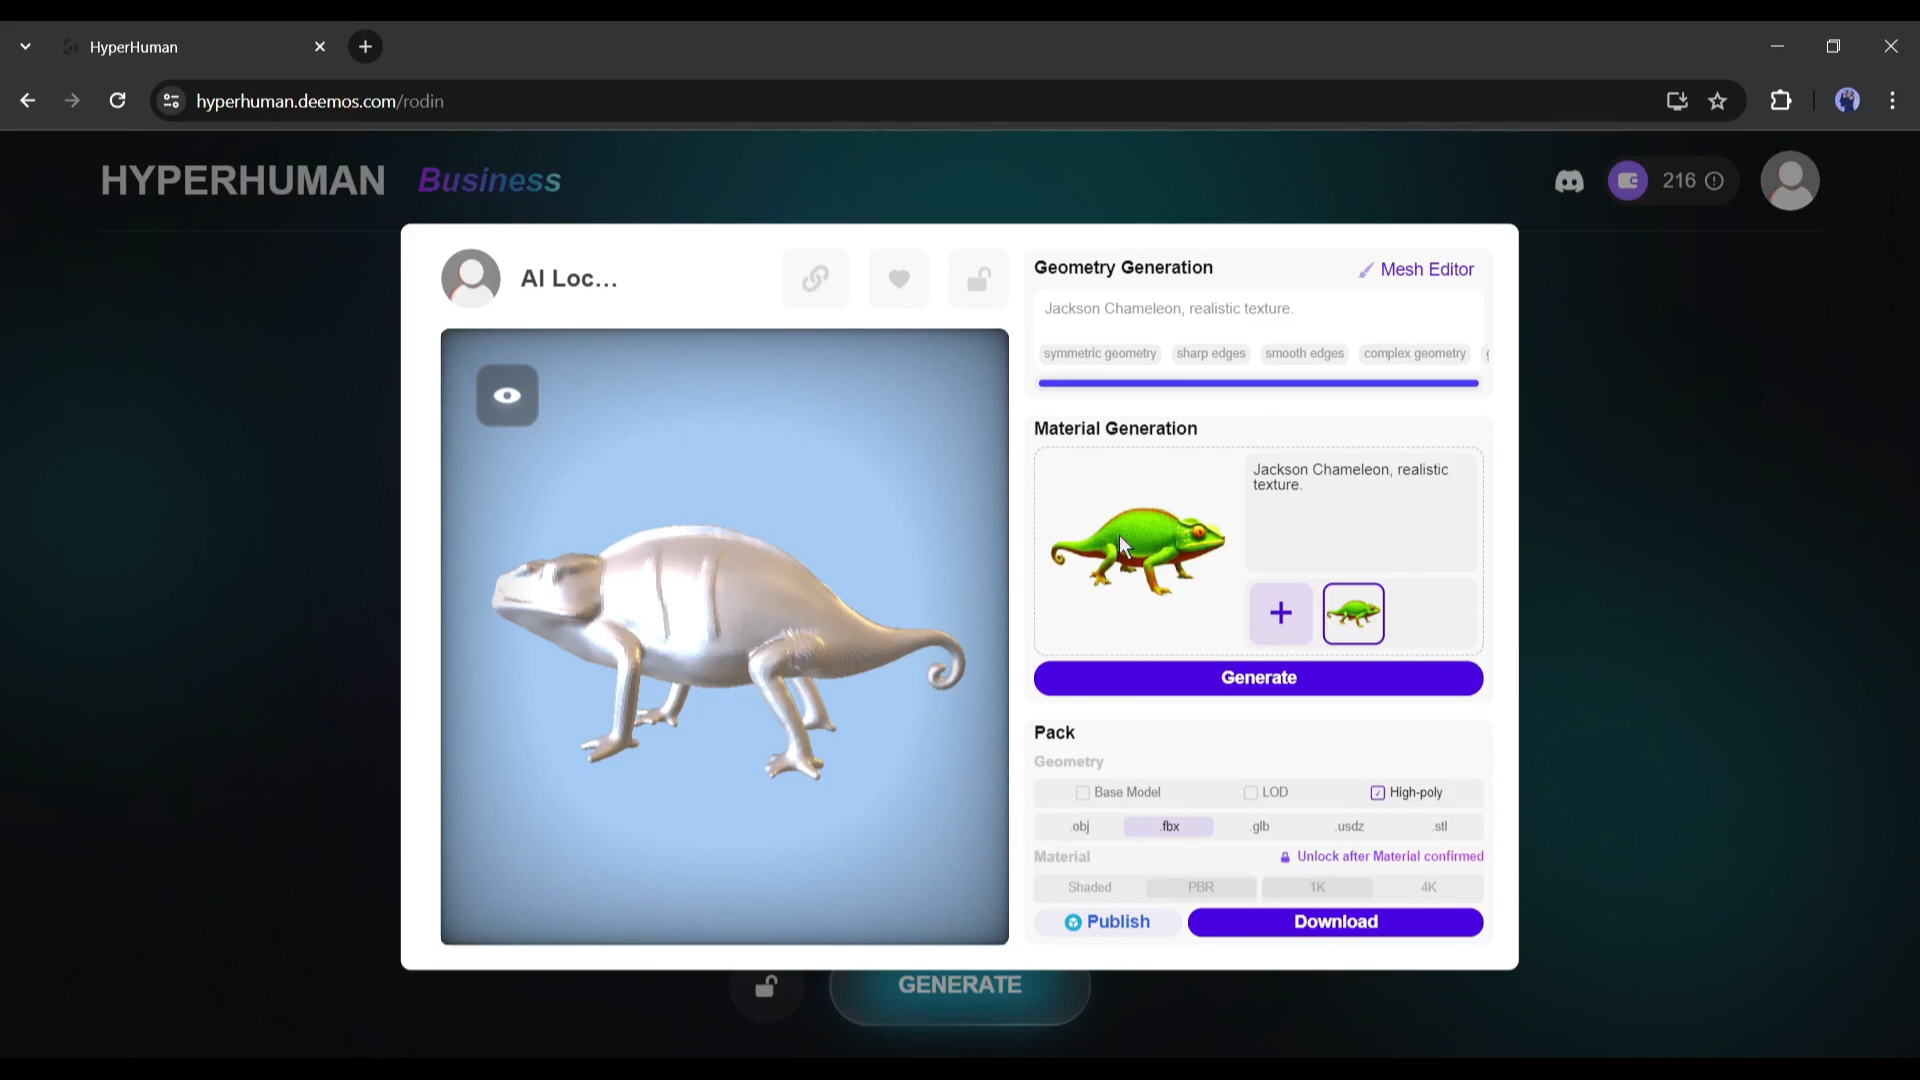 HyperHuman
hyperhuman.deemos.com/rodin
HYPERHUMAN Business
216
AI Loc...
Geometry Generation
Mesh Editor
Jackson Chameleon, realistic texture.
symmetric geometry sharp edges smooth edges complex geometry
Material Generation
Jackson Chameleon, realistic
texture.
Generate
Pack
Geometry
Base Model LOD High-poly
.obj .fbx .glb .usdz .stl
Material Unlock after Material confirmed
Shaded PBR 1K 4K
Publish Download
GENERATE